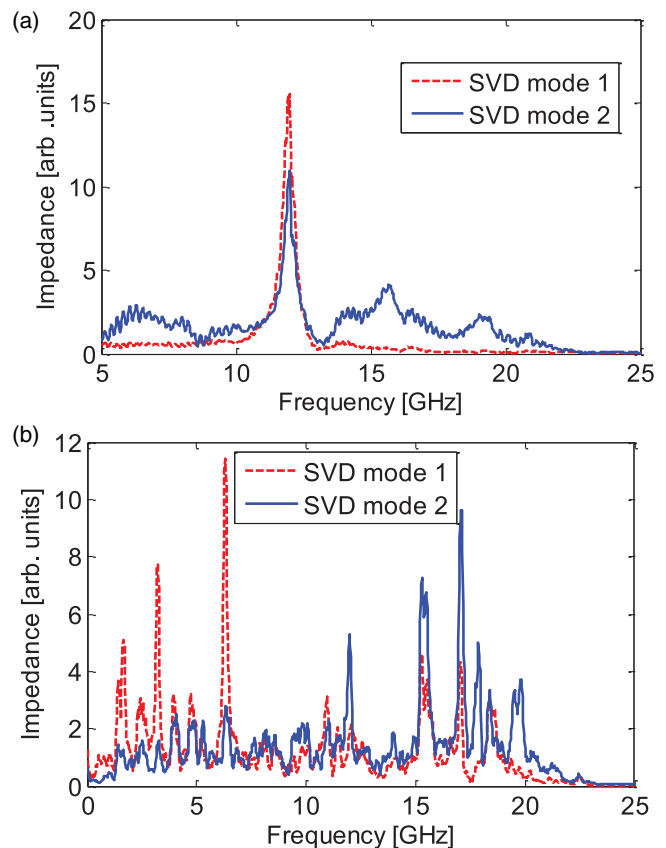 (a)
20
15
10
5
0
Impedance [arb .units]
SVD mode 1
SVD mode 2
5 10 15 20 25
Frequency [GHz]
(b)
12
10
8
6
4
2
0
Impedance [arb. units]
SVD mode 1
SVD mode 2
0 5 10 15 20 25
Frequency [GHz]